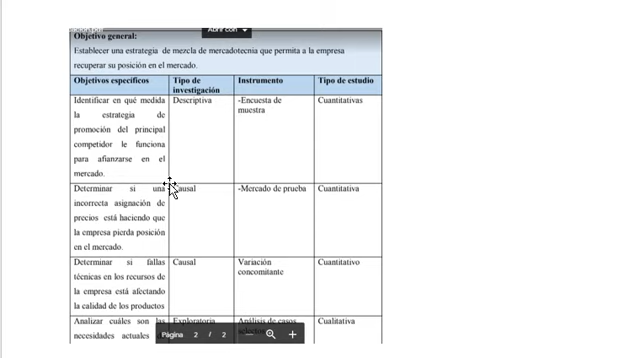 Abrir con
Objetivo general:
Establecer una estrategia de mezcla de mercadotecnia que permita a la empresa
recuperar su posición en el mercado.
Objetivos específicos
Tipo de
investigación
Instrumento
Tipo de estudio
Identificar en qué medida
la estrategia de
promoción del principal
competidor le funciona
para afianzarse en el
mercado.
Descriptiva
-Encuesta de
muestra
Cuantitativas
Determinar si una
incorrecta asignación de
precios está haciendo que
la empresa pierda posición
en el mercado.
Causal
-Mercado de prueba
Cuantitativa
Determinar si fallas
técnicas en los recursos de
la empresa está afectando
la calidad de los productos
Causal
Variación
concomitante
Cuantitativo
Analizar cuáles son las
necesidades actuales
Exploratoria
Análisis de casos
Cualitativa
Página 2 / 2